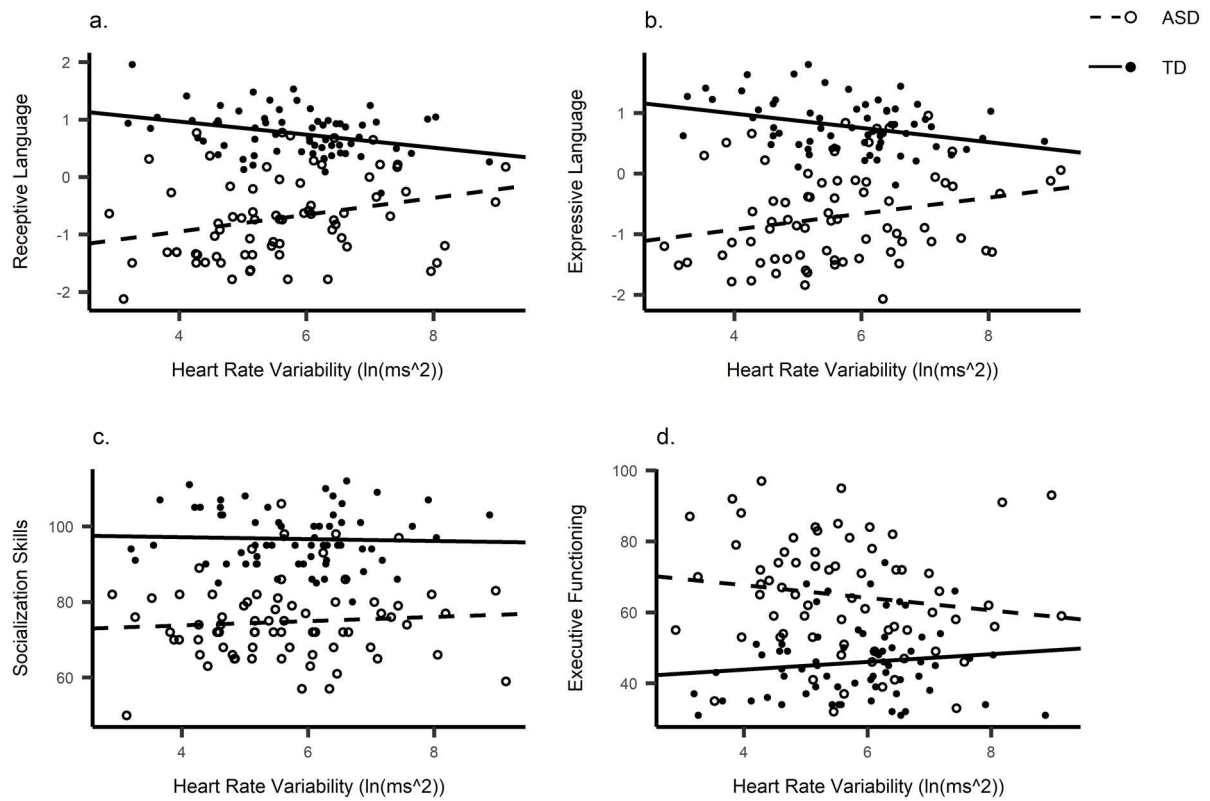 a.
2
1
0
-1
-2
4 6 8
Receptive Language
Heart Rate Variability (ln(ms^2))
b.
1
0
-1
-2
4 6 8
Expressive Language
Heart Rate Variability (ln(ms^2))
ASD
TD
c.
100
80
60
4 6 8
Socialization Skills
Heart Rate Variability (ln(ms^2))
d.
100
80
60
40
4 6 8
Executive Functioning
Heart Rate Variability (ln(ms^2))